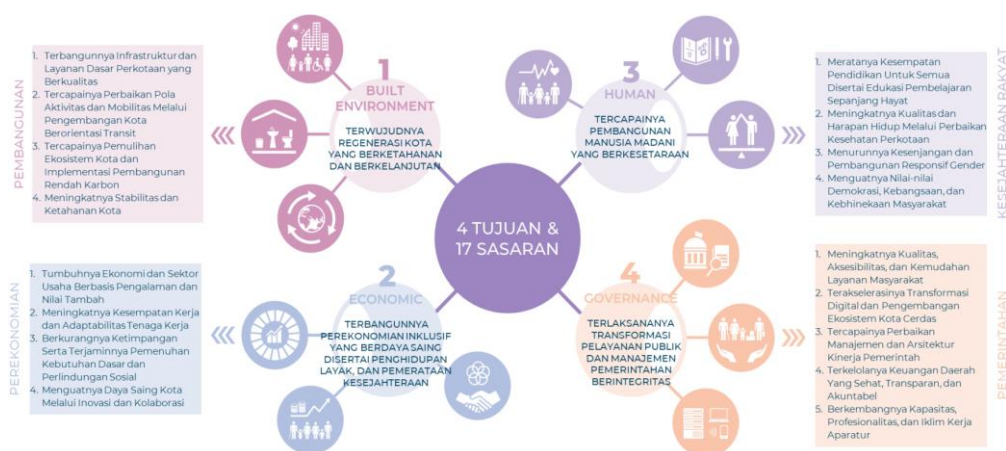 PEMBANGUNAN
1. Terbangunnya Infrastruktur dan
Layanan Dasar Perkotaan yang
Berkualitas
2. Tercapainya Perbaikan Pola
Aktivitas dan Mobilitas Melalui
Pengembangan Kota
Berorientasi Transit
3. Tercapainya Pemulihan
Ekosistem Kota dan
Implementasi Pembangunan
Rendah Karbon
4. Meningkatnya Stabilitas dan
Ketahanan Kota
1
BUILT
ENVIRONMENT
TERWUJUDNYA
REGENERASI KOTA
YANG BERKETAHANAN
DAN BERKELANJUTAN
3
HUMAN
TERCAPAINYA
PEMBANGUNAN
MANUSIA MADANI
YANG BERKESETARAAN
1. Meratanya Kesempatan
Pendidikan Untuk Semua
Disertai Edukasi Pembelajaran
Sepanjang Hayat
2. Meningkatnya Kualitas dan
Harapan Hidup Melalui Perbaikan
Kesehatan Perkotaan
3. Menurunnya Kesenjangan dan
Pembangunan Responsif Gender
4. Menguatnya Nilai-nilai
Demokrasi, Kebangsaan, dan
Kebhinekaan Masyarakat
KESEJAHTERAAN RAKYAT
4 TUJUAN &
17 SASARAN
PEREKONOMIAN
1. Tumbuhnya Ekonomi dan Sektor
Usaha Berbasis Pengalaman dan
Nilai Tambah
2. Meningkatnya Kesempatan Kerja
dan Adaptabilitas Tenaga Kerja
3. Berkurangnya Ketimpangan
Serta Terjaminnya Pemenuhan
Kebutuhan Dasar dan
Perlindungan Sosial
4. Menguatnya Daya Saing Kota
Melalui Inovasi dan Kolaborasi
2
ECONOMIC
TERBANGUNNYA
PEREKONOMIAN INKLUSIF
YANG BERDAYA SAING
DISERTAI PENGHIDUPAN
LAYAK, DAN PEMERATAAN
KESEJAHTERAAN
4
GOVERNANCE
TERLAKSANANYA
TRANSFORMASI
PELAYANAN PUBLIK
DAN MANAJEMEN
PEMERINTAHAN
BERINTEGRITAS
1. Meningkatnya Kualitas,
Aksesibilitas, dan Kemudahan
Layanan Masyarakat
2. Terakselerasinya Transformasi
Digital dan Pengembangan
Ekosistem Kota Cerdas
3. Tercapainya Perbaikan
Manajemen dan Arsitektur
Kinerja Pemerintah
4. Terkelolanya Keuangan Daerah
Yang Sehat, Transparan, dan
Akuntabel
5. Berkembangnya Kapasitas,
Profesionalitas, dan Iklim Kerja
Aparatur
PEMERINTAHAN